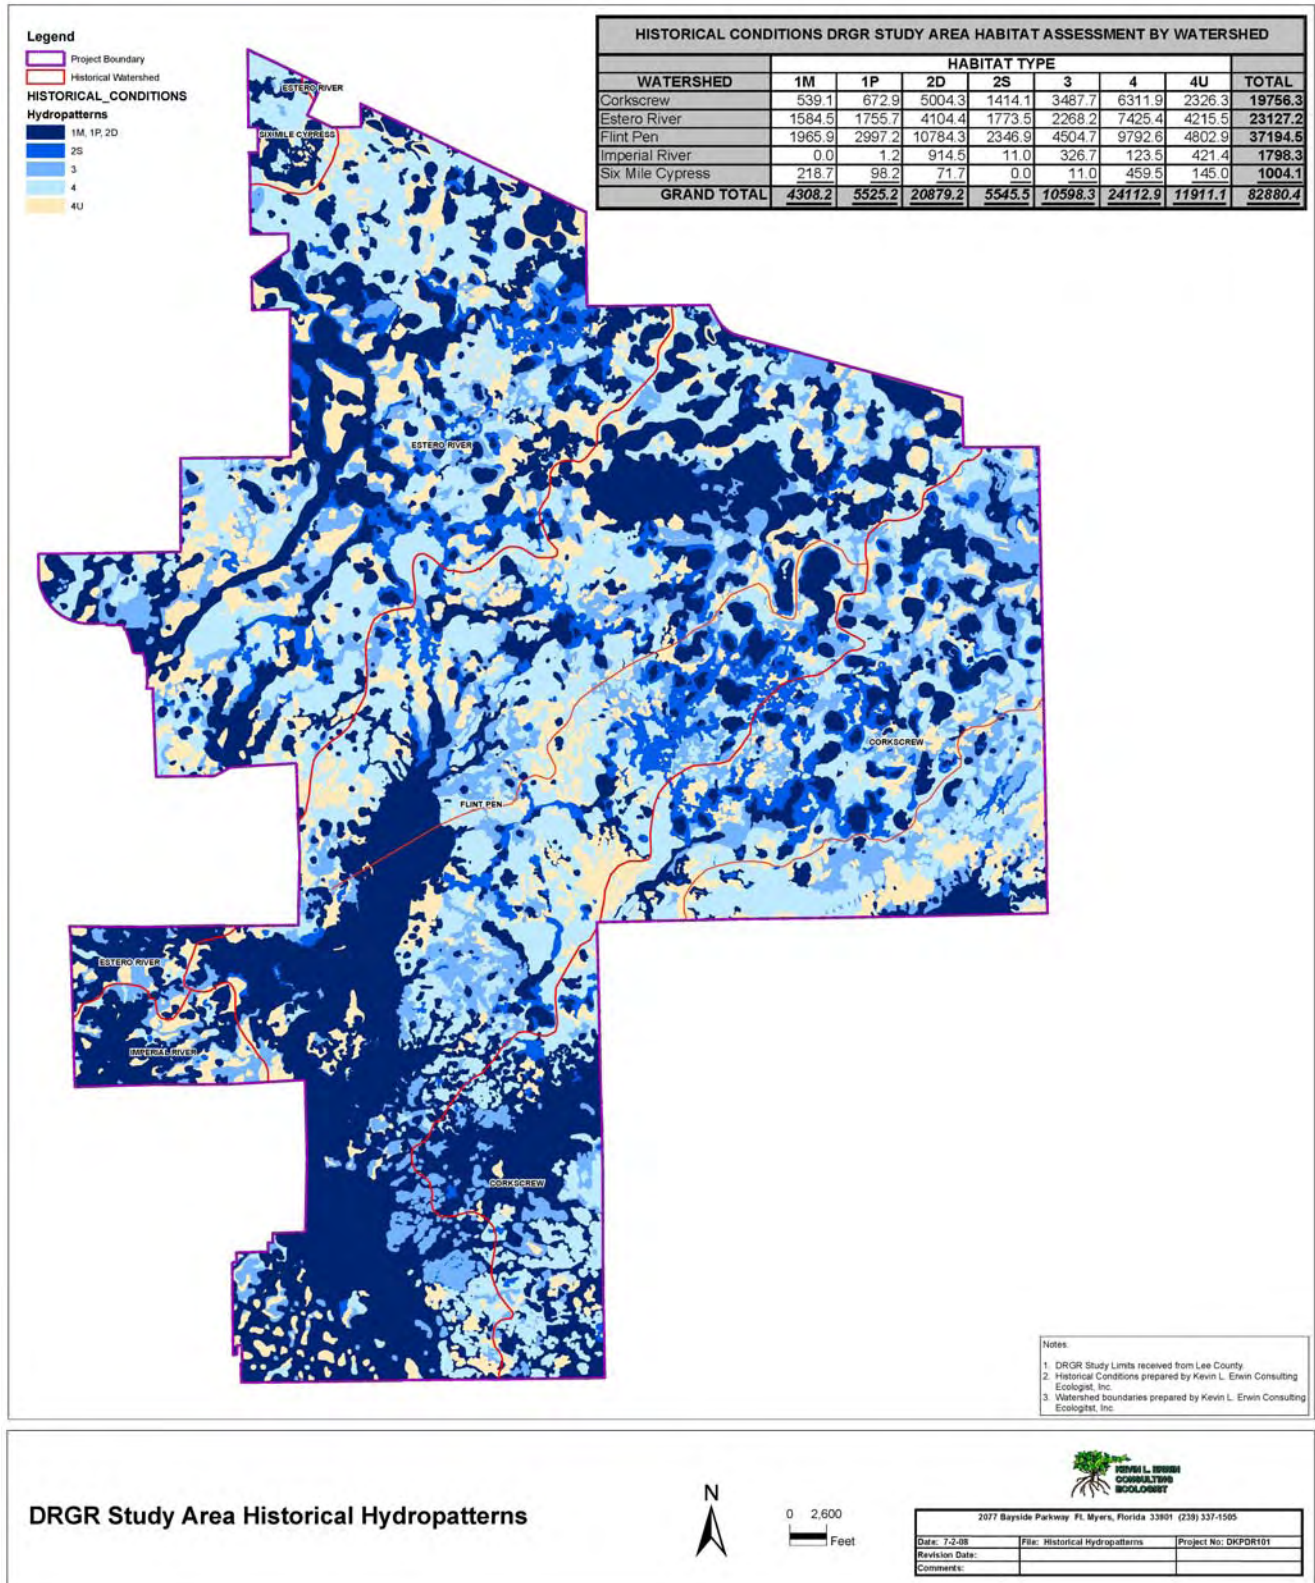 Legend
Project Boundary
Historical Watershed
HISTORICAL_CONDITIONS
Hydropatterns
1M, 1P, 2D
2S
3
4
4U
HISTORICAL CONDITIONS DRGR STUDY AREA HABITAT ASSESSMENT BY WATERSHED
HABITAT TYPE
WATERSHED 1M 1P 2D 2S 3 4 4U TOTAL
Corkscrew 539.1 672.9 5004.3 1414.1 3487.7 6311.9 2326.3 19756.3
Estero River 1584.5 1755.7 4104.4 1773.5 2268.2 7425.4 4215.5 23127.2
Flint Pen 1965.9 2997.2 10784.3 2346.9 4504.7 9792.6 4802.9 37194.5
Imperial River 0.0 1.2 914.5 11.0 326.7 123.5 421.4 1798.3
Six Mile Cypress 218.7 98.2 71.7 0.0 11.0 459.5 145.0 1004.1
GRAND TOTAL 4308.2 5525.2 20879.2 5545.5 10598.3 24112.9 11911.1 82880.4
ESTERO RIVER
SIX MILE CYPRESS
ESTERO RIVER
CORKSCREW
FLINT PEN
ESTERO RIVER
IMPERIAL RIVER
CORKSCREW
Notes:
1. DRGR Study Limits received from Lee County.
2. Historical Conditions prepared by Kevin L. Erwin Consulting
Ecologist, Inc.
3. Watershed boundaries prepared by Kevin L. Erwin Consulting
Ecologitst, Inc.
DRGR Study Area Historical Hydropatterns
N
0 2,600
Feet
KEVIN L. ERWIN
CONSULTING
ECOLOGIST
2077 Bayside Parkway Ft. Myers, Florida 33901 (239) 337-1505
Date: 7-2-08 File: Historical Hydropatterns Project No: DKPDR101
Revision Date:
Comments: